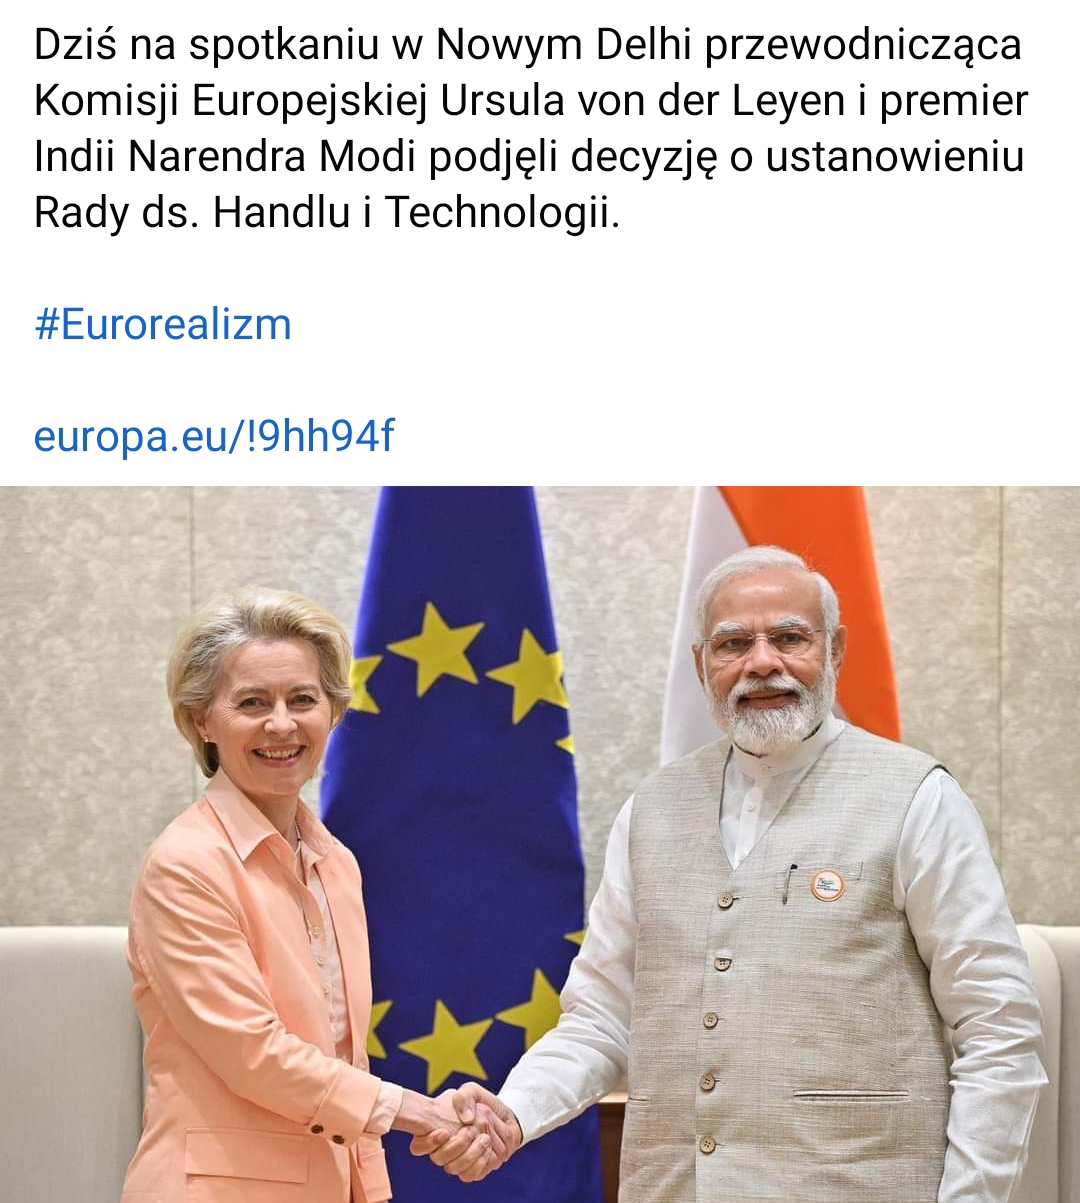 Dziś na spotkaniu w Nowym Delhi przewodnicząca
Komisji Europejskiej Ursula von der Leyen i premier
Indii Narendra Modi podjęli decyzję o ustanowieniu
Rady ds. Handlu i Technologii.
#Eurorealizm
europa.eu/!9hh94f